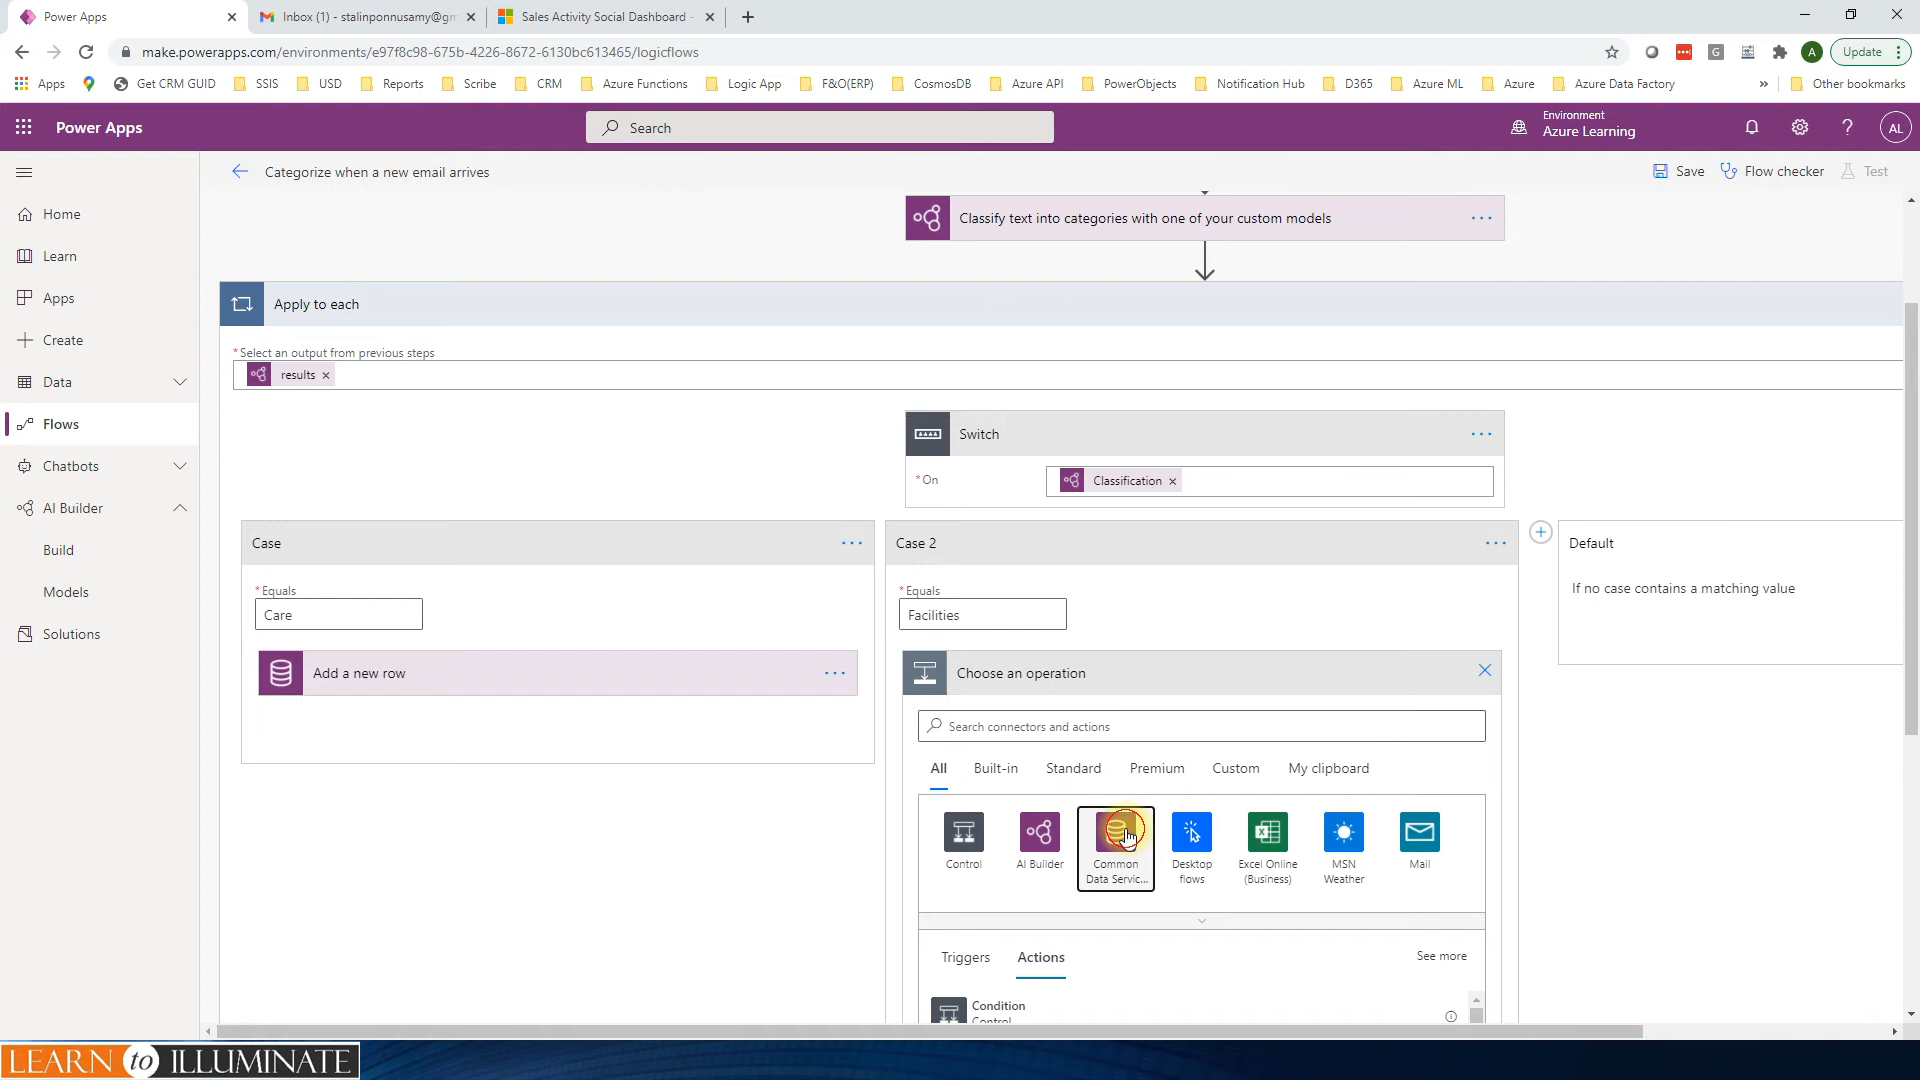 Power Apps
Inbox (1) - stalinponnusamy@gm
Sales Activity Social Dashboard -
make.powerapps.com/environments/e97f8c98-675b-4226-8672-6130bc613465/logicflows
G
A
Update
Apps
Get CRM GUID
SSIS
USD
Reports
Scribe
CRM
Azure Functions
Logic App
F&O(ERP)
CosmosDB
Azure API
PowerObjects
Notification Hub
D365
Azure ML
Azure
Azure Data Factory
»
Other bookmarks
Power Apps
Search
Environment
Azure Learning
?
AL
Categorize when a new email arrives
Save
Flow checker
Test
Home
Learn
Apps
Create
Data
Flows
Chatbots
AI Builder
Build
Models
Solutions
Classify text into categories with one of your custom models
Apply to each
* Select an output from previous steps
results ×
Switch
* On
Classification ×
Case
* Equals
Care
Add a new row
Case 2
* Equals
Facilities
Choose an operation
Search connectors and actions
All
Built-in
Standard
Premium
Custom
My clipboard
Control
AI Builder
Common
Data Servic...
Desktop
flows
Excel Online
(Business)
MSN
Weather
Mail
Triggers
Actions
See more
Condition
Control
Default
If no case contains a matching value
LEARN to ILLUMINATE